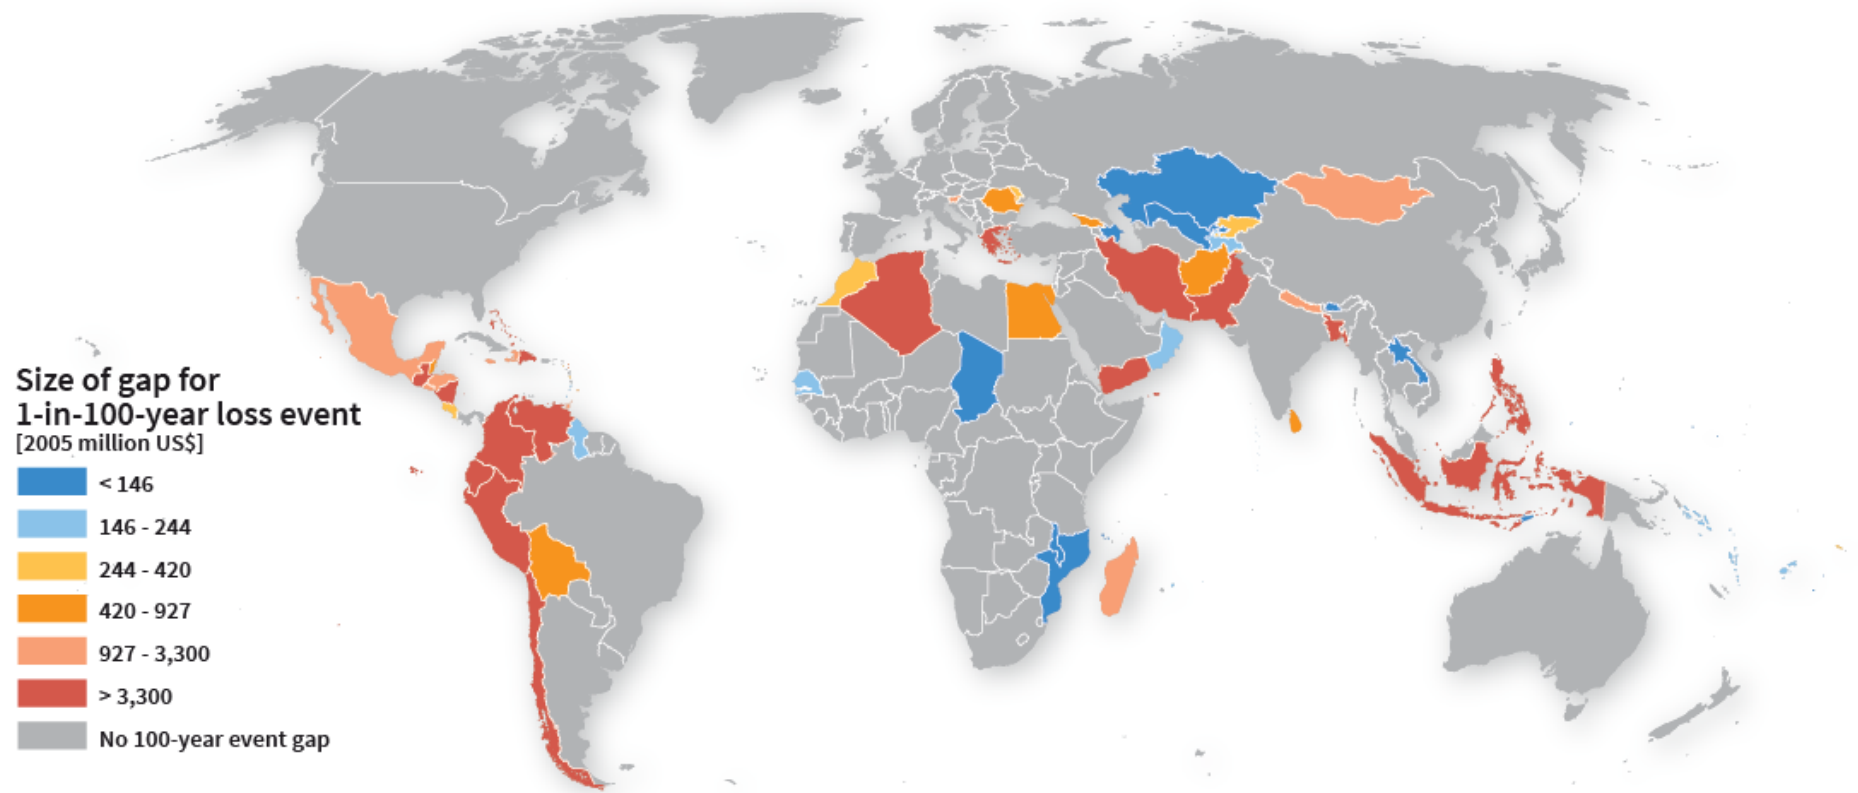 Size of gap for
1-in-100-year loss event
[2005 million US$]
< 146
146 - 244
244 - 420
420 - 927
927 - 3,300
> 3,300
No 100-year event gap